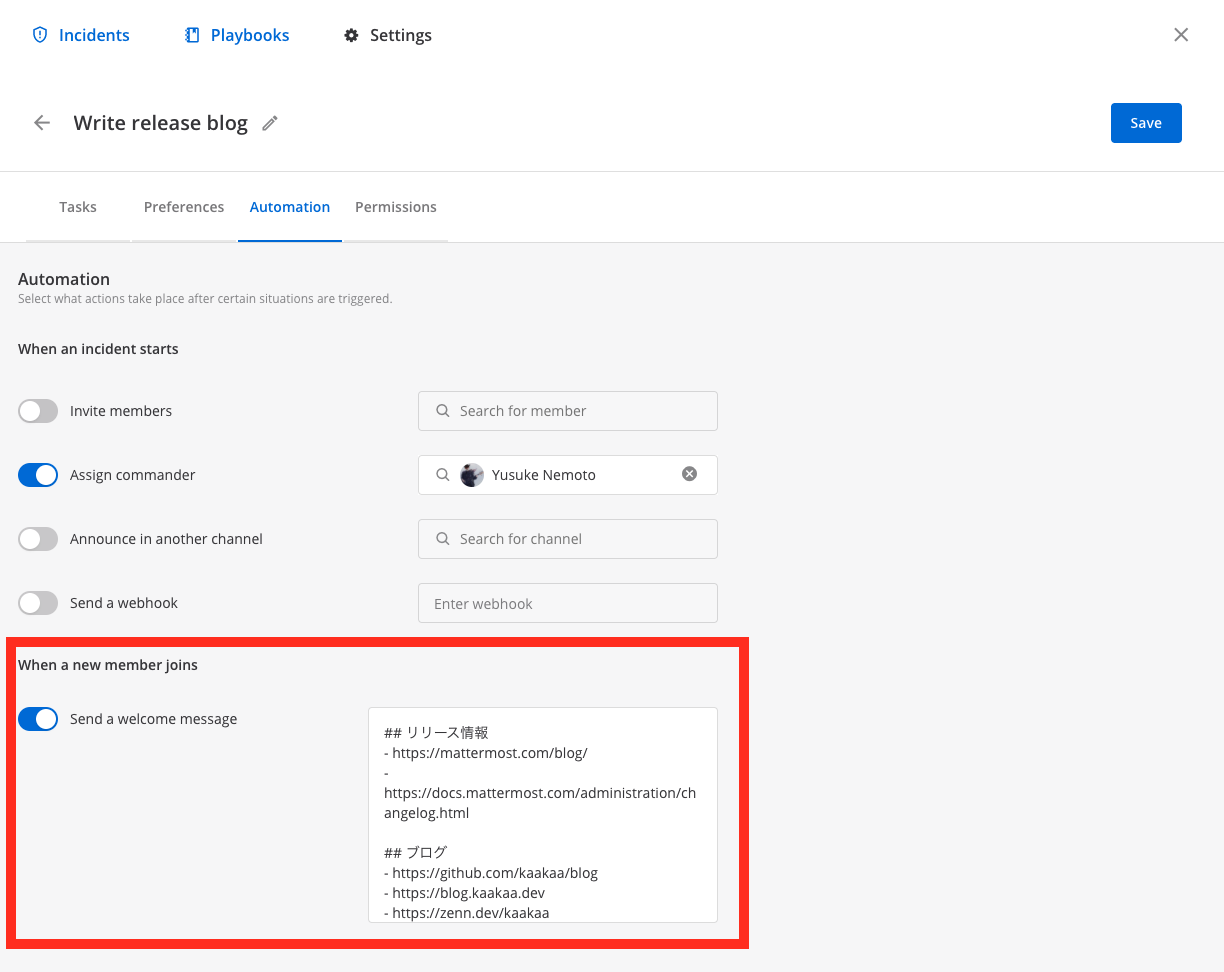 Incidents Playbooks Settings
Write release blog
Save
Tasks Preferences Automation Permissions
Automation
Select what actions take place after certain situations are triggered.
When an incident starts
Invite members Search for member
Assign commander Yusuke Nemoto
Announce in another channel Search for channel
Send a webhook Enter webhook
When a new member joins
Send a welcome message
## リリース情報
- https://mattermost.com/blog/
-
https://docs.mattermost.com/administration/ch
angelog.html
## ブログ
- https://github.com/kaakaa/blog
- https://blog.kaakaa.dev
- https://zenn.dev/kaakaa